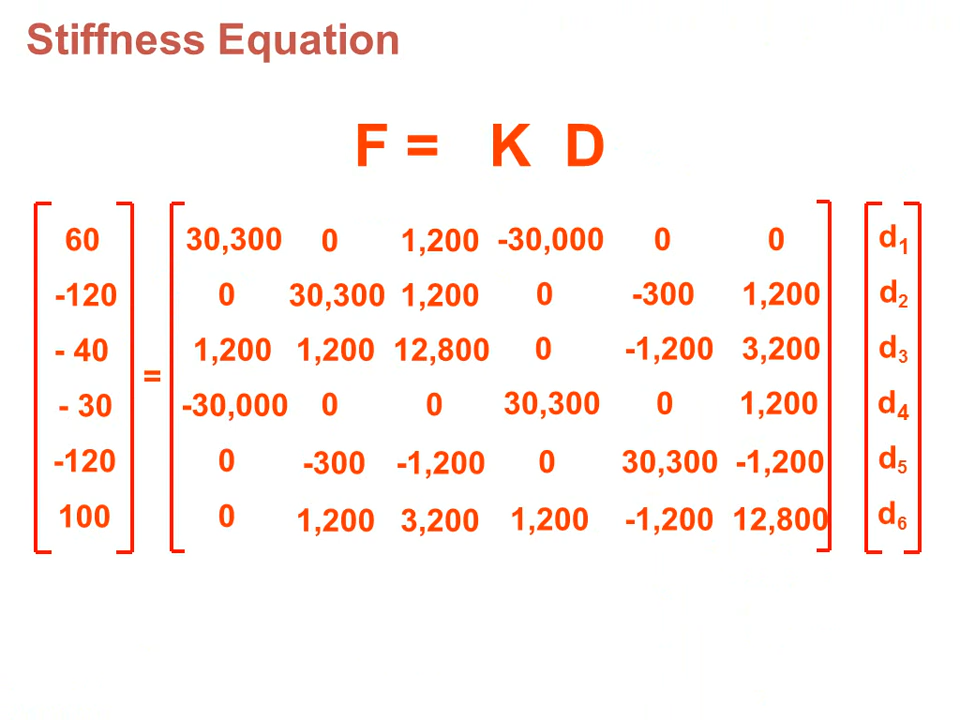 Stiffness Equation
F = K D
60 30,300 0 1,200 -30,000 0 0 d1
-120 0 30,300 1,200 0 -300 1,200 d2
- 40 1,200 1,200 12,800 0 -1,200 3,200 d3
=
- 30 -30,000 0 0 30,300 0 1,200 d4
-120 0 -300 -1,200 0 30,300 -1,200 d5
100 0 1,200 3,200 1,200 -1,200 12,800 d6